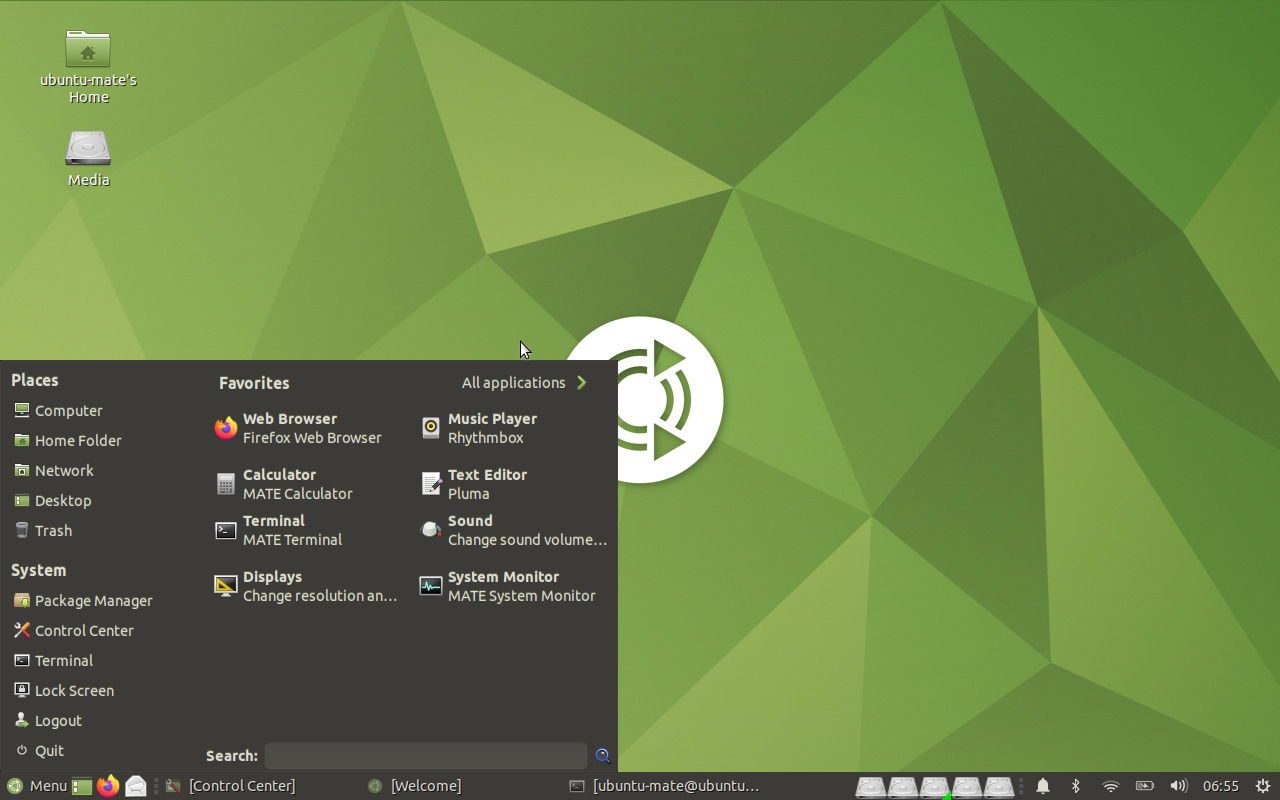 ubuntu-mate's
Home
Media
Places
Computer
Home Folder
Network
Desktop
Trash
System
Package Manager
Control Center
Terminal
Lock Screen
Logout
Quit
Favorites
All applications
Web Browser
Firefox Web Browser
Music Player
Rhythmbox
Calculator
MATE Calculator
Text Editor
Pluma
Terminal
MATE Terminal
Sound
Change sound volume...
Displays
Change resolution an...
System Monitor
MATE System Monitor
Search:
Menu [Control Center] [Welcome] [ubuntu-mate@ubuntu... 06:55